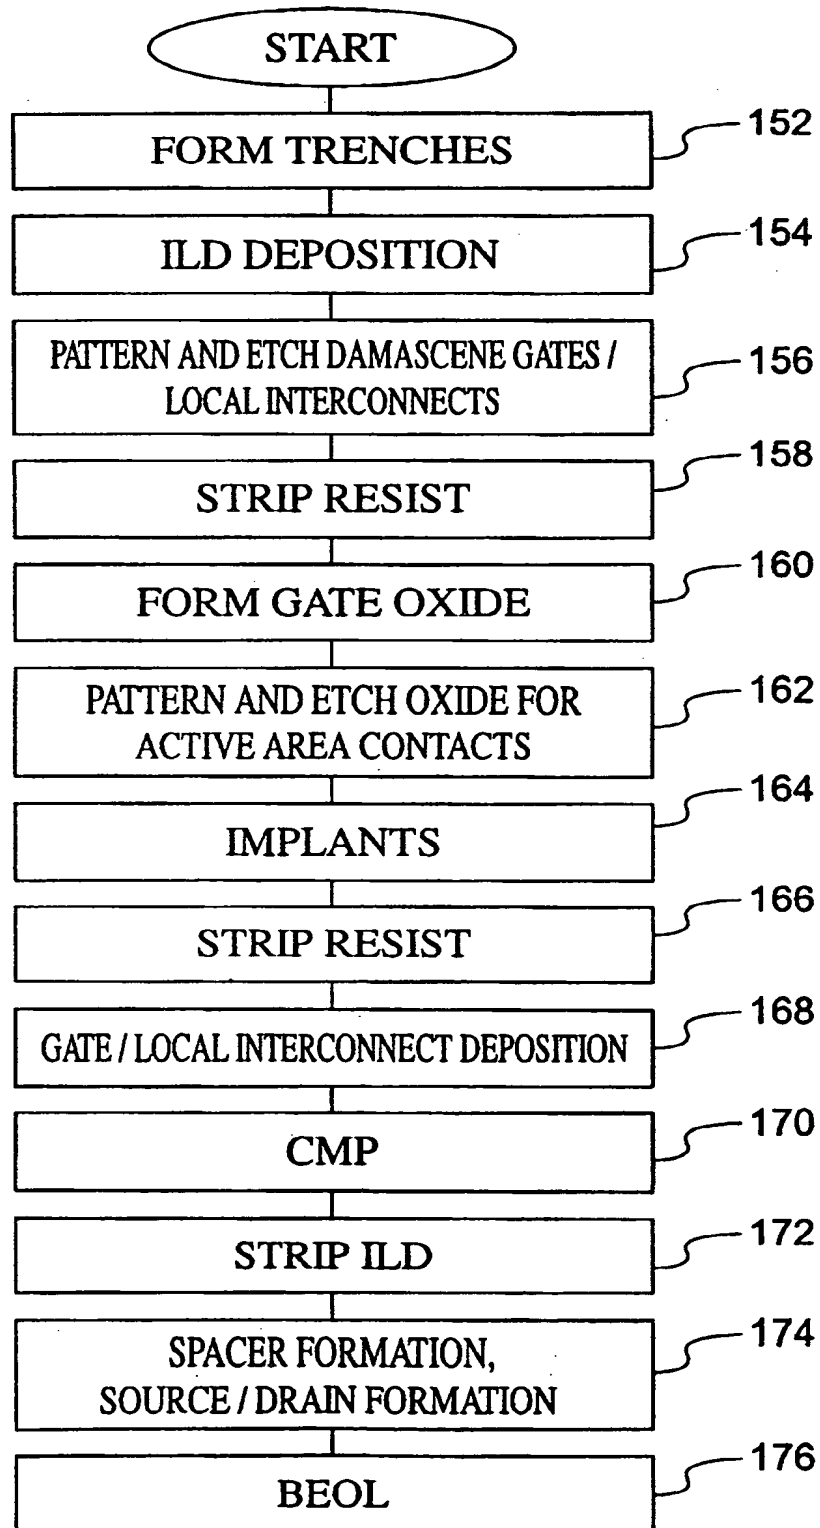 START
FORM TRENCHES
152
ILD DEPOSITION
154
PATTERN AND ETCH DAMASCENE GATES /
LOCAL INTERCONNECTS
156
STRIP RESIST
158
FORM GATE OXIDE
160
PATTERN AND ETCH OXIDE FOR
ACTIVE AREA CONTACTS
162
IMPLANTS
164
STRIP RESIST
166
GATE / LOCAL INTERCONNECT DEPOSITION
168
CMP
170
STRIP ILD
172
SPACER FORMATION,
SOURCE / DRAIN FORMATION
174
BEOL
176